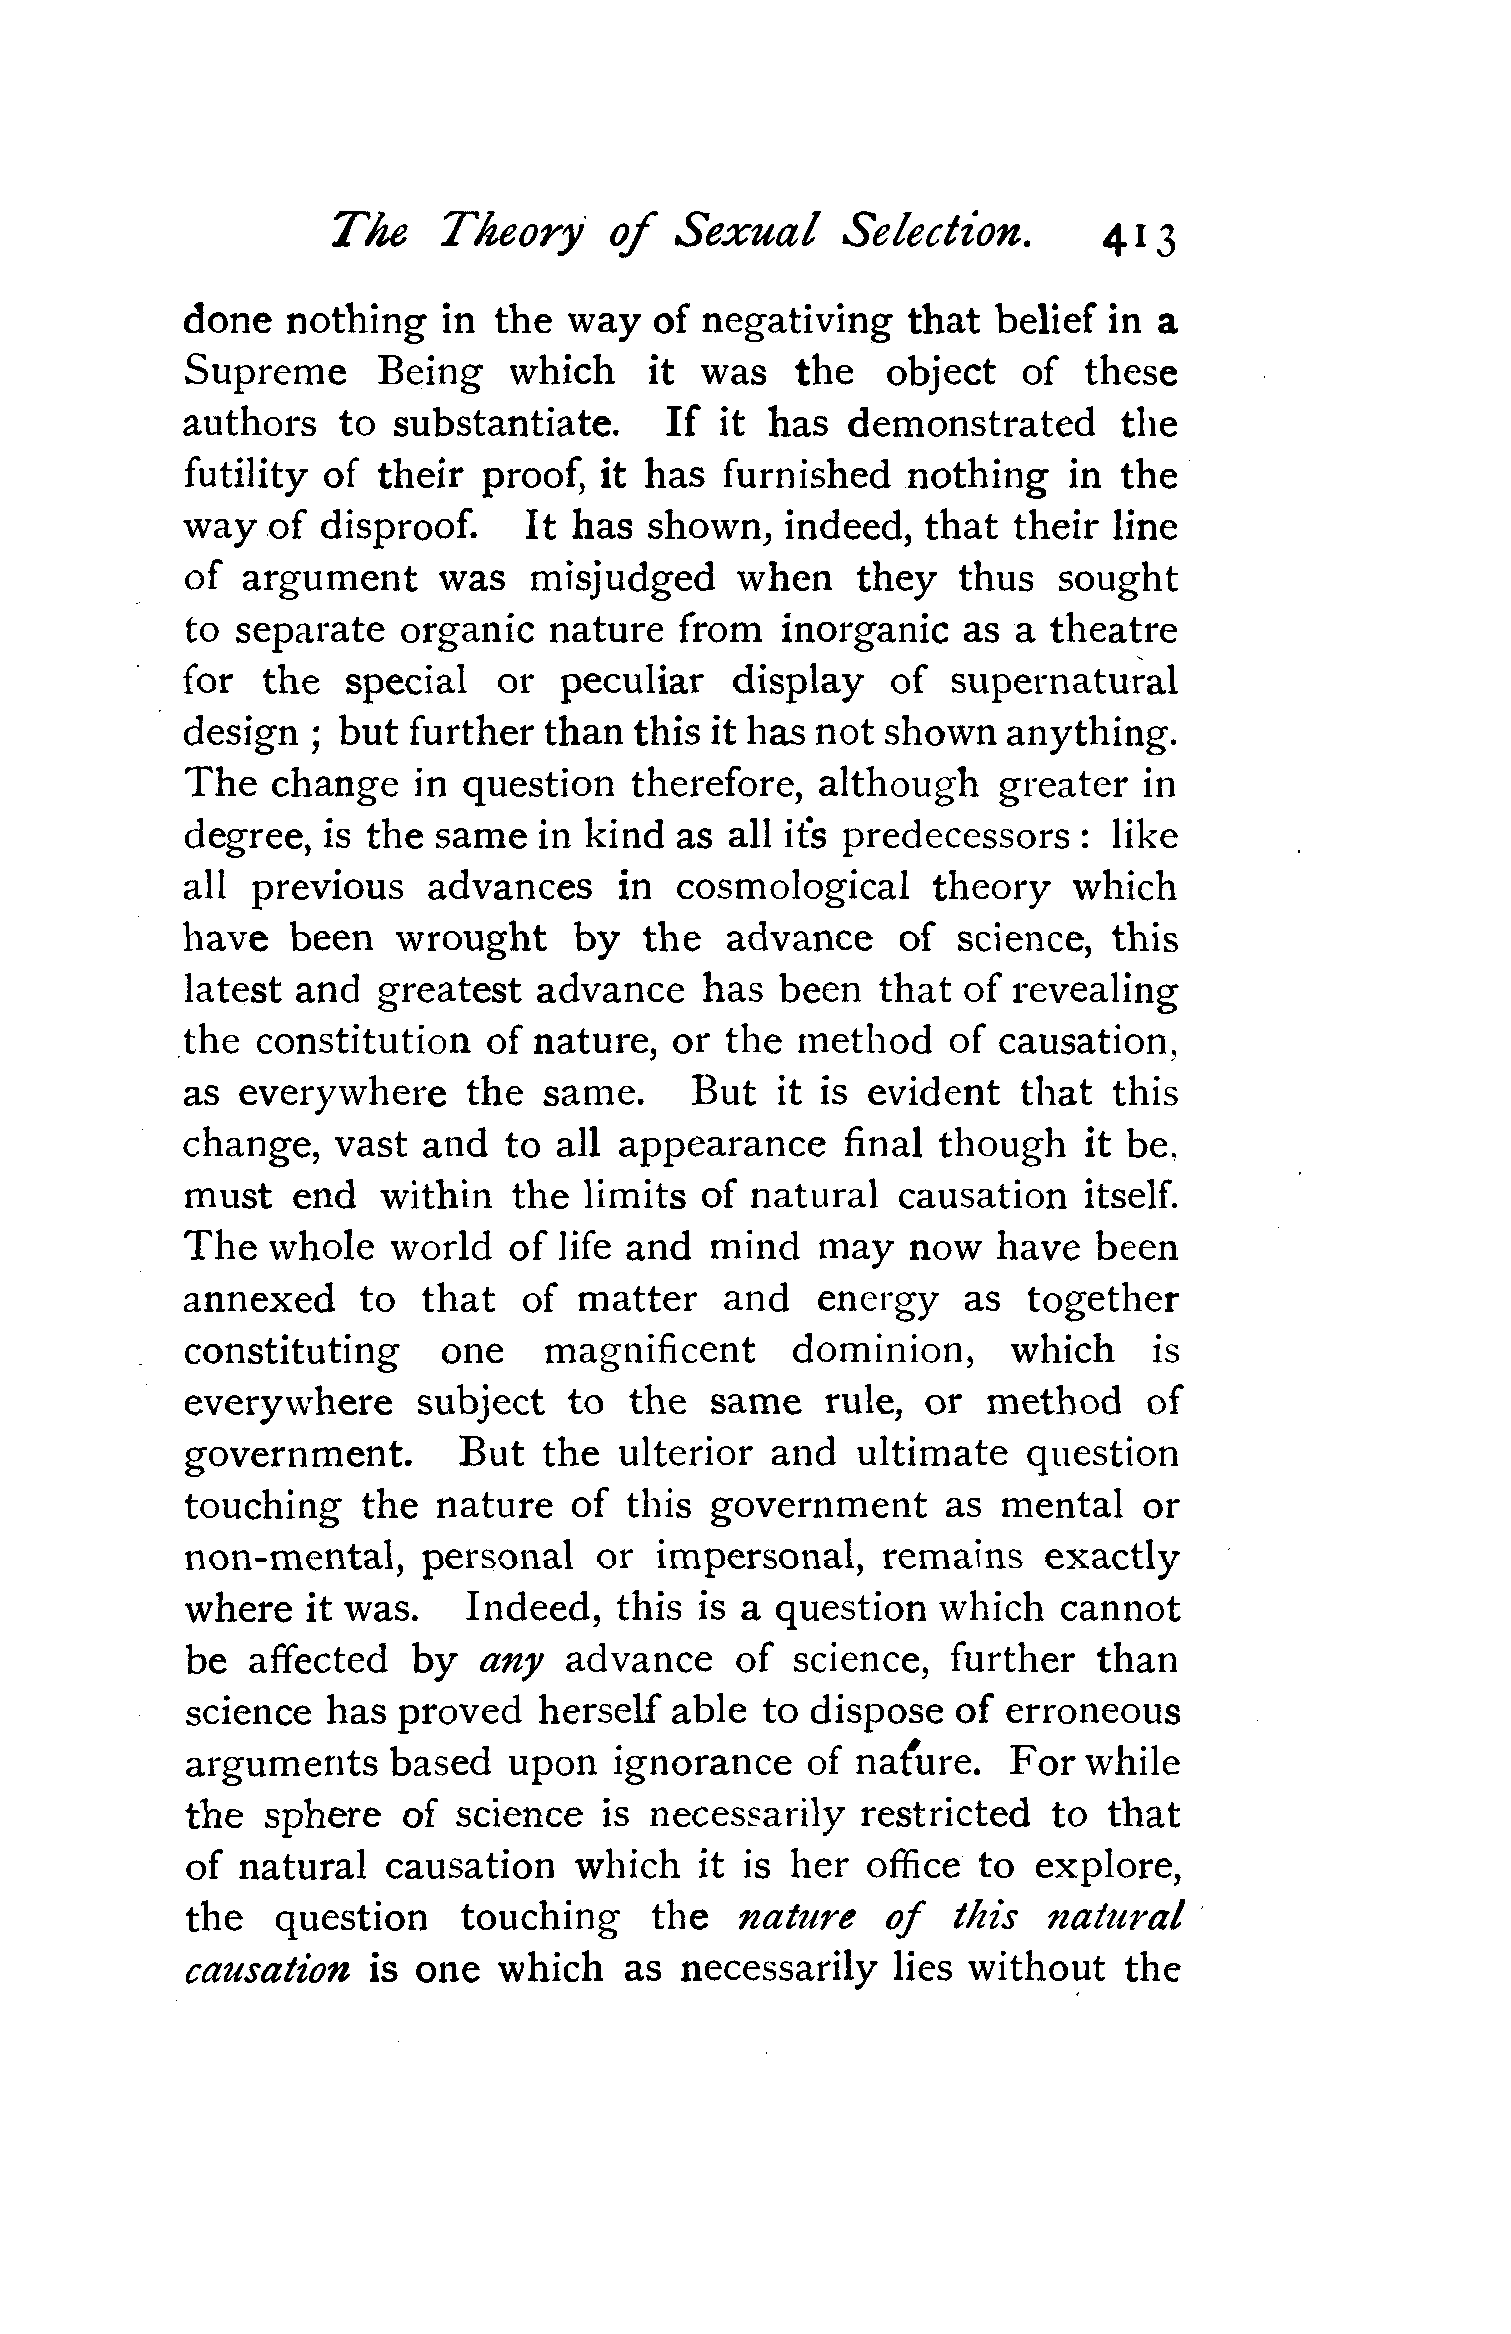 The Theory of Sexual Selection. 413
done nothing in the way of negativing that belief in a
Supreme Being which it was the object of these
authors to substantiate. If it has demonstrated the
futility of their proof, it has furnished nothing in the
way of disproof. It has shown, indeed, that their line
of argument was misjudged when they thus sought
to separate organic nature from inorganic as a theatre
for the special or peculiar display of supernatural
design ; but further than this it has not shown anything.
The change in question therefore, although greater in
degree, is the same in kind as all its predecessors : like
all previous advances in cosmological theory which
have been wrought by the advance of science, this
latest and greatest advance has been that of revealing
the constitution of nature, or the method of causation,
as everywhere the same. But it is evident that this
change, vast and to all appearance final though it be,
must end within the limits of natural causation itself.
The whole world of life and mind may now have been
annexed to that of matter and energy as together
constituting one magnificent dominion, which is
everywhere subject to the same rule, or method of
government. But the ulterior and ultimate question
touching the nature of this government as mental or
non-mental, personal or impersonal, remains exactly
where it was. Indeed, this is a question which cannot
be affected by any advance of science, further than
science has proved herself able to dispose of erroneous
arguments based upon ignorance of nature. For while
the sphere of science is necessarily restricted to that
of natural causation which it is her office to explore,
the question touching the nature of this natural
causation is one which as necessarily lies without the